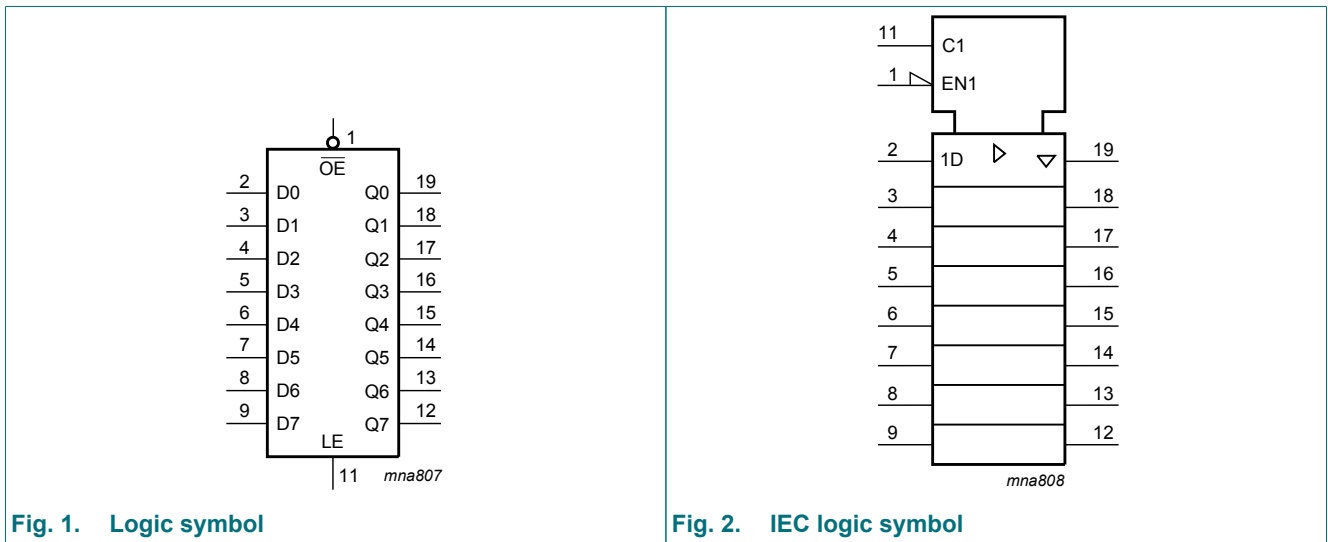 1
OE
2 D0 Q0 19
3 D1 Q1 18
4 D2 Q2 17
5 D3 Q3 16
6 D4 Q4 15
7 D5 Q5 14
8 D6 Q6 13
9 D7 Q7 12
LE
11 mna807
Fig. 1. Logic symbol
11 C1
1 EN1
2 1D 19
3 18
4 17
5 16
6 15
7 14
8 13
9 12
mna808
Fig. 2. IEC logic symbol